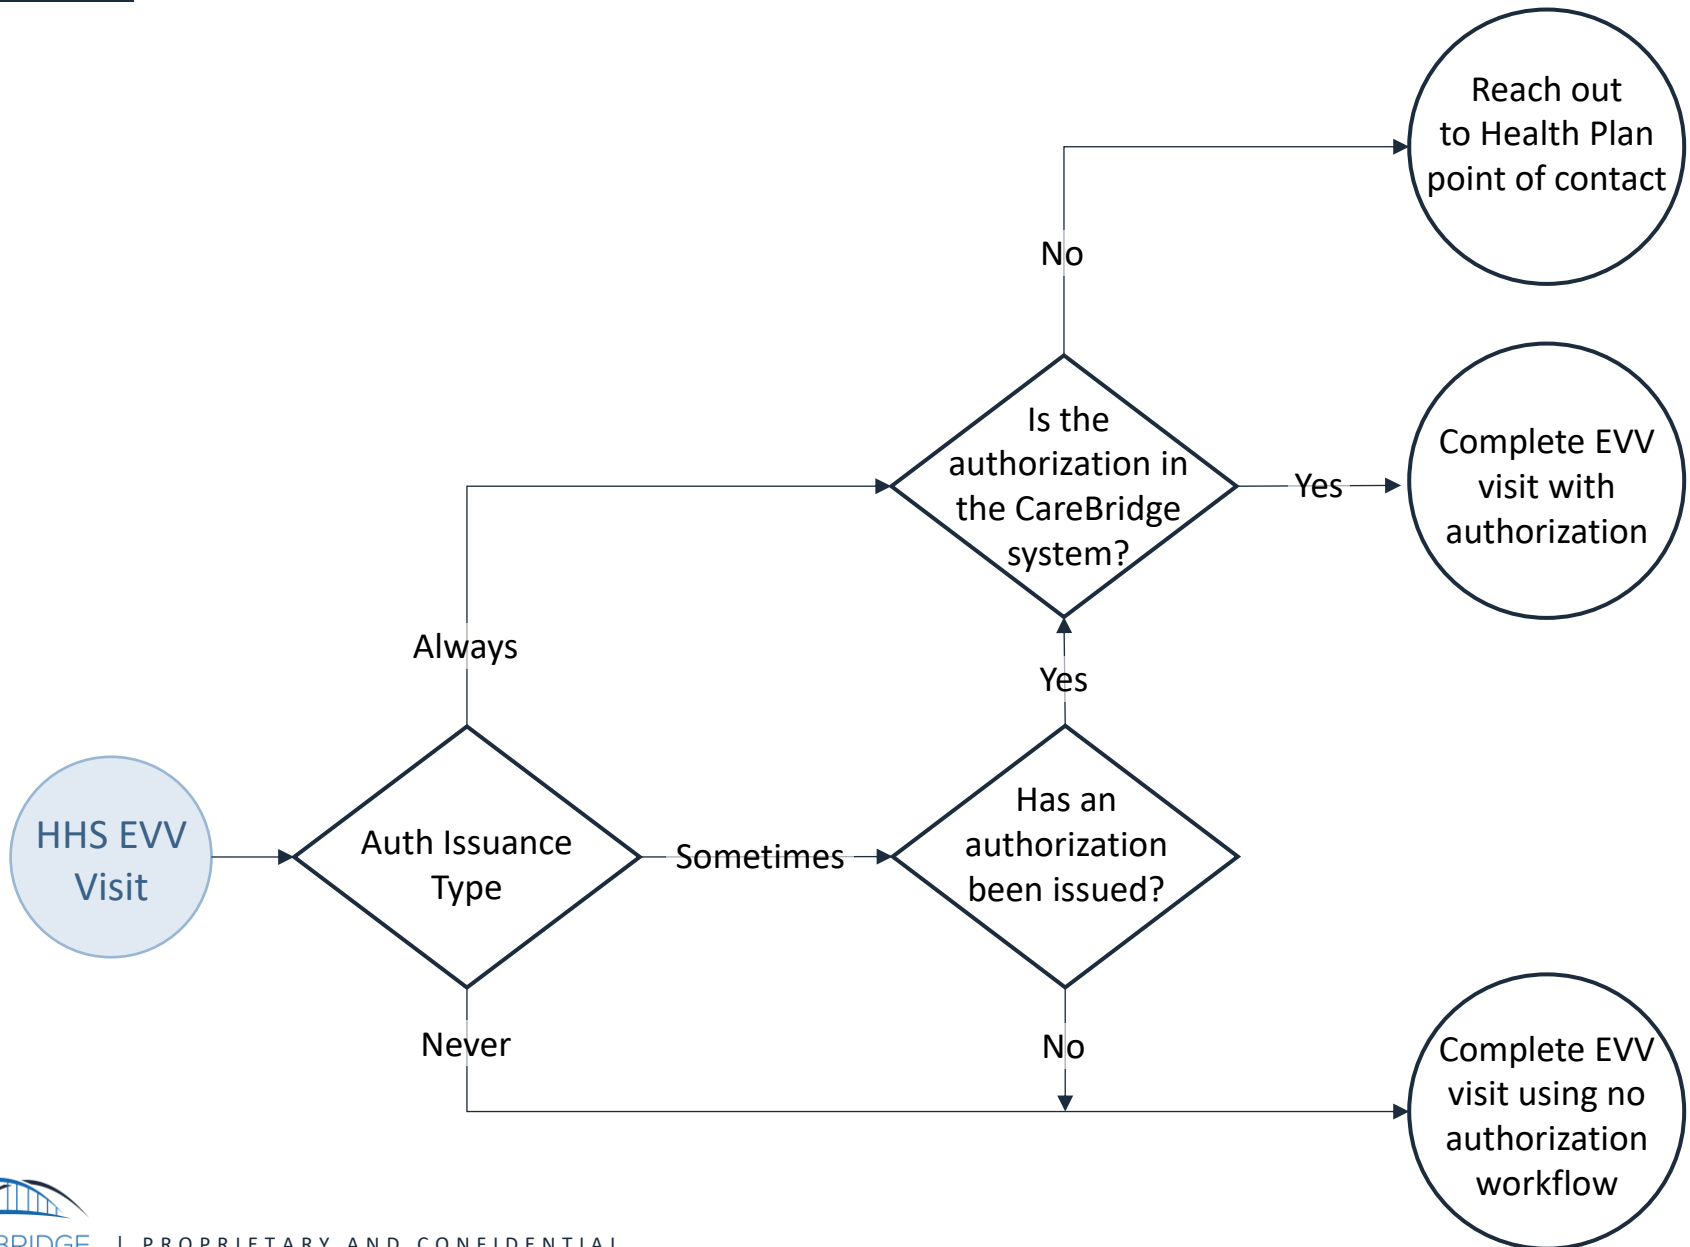 Reach out
to Health Plan
point of contact
No
Is the
authorization in
the CareBridge
system?
Yes
Complete EVV
visit with
authorization
Always
Yes
HHS EVV
Visit
Auth Issuance
Type
Sometimes
Has an
authorization
been issued?
Never
No
Complete EVV
visit using no
authorization
workflow
BRIDGE | PROPRIETARY AND CONFIDENTIAL